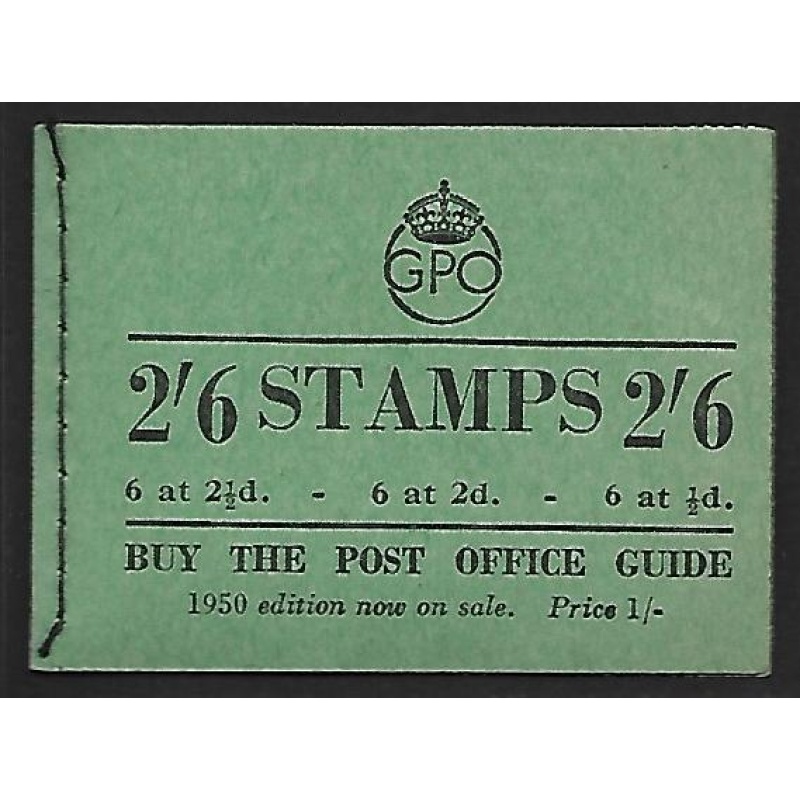 GPO
2'6 STAMPS 2'6
6 at 2½d. - 6 at 2d. - 6 at ½d.
BUY THE POST OFFICE GUIDE
1950 edition now on sale. Price 1/-